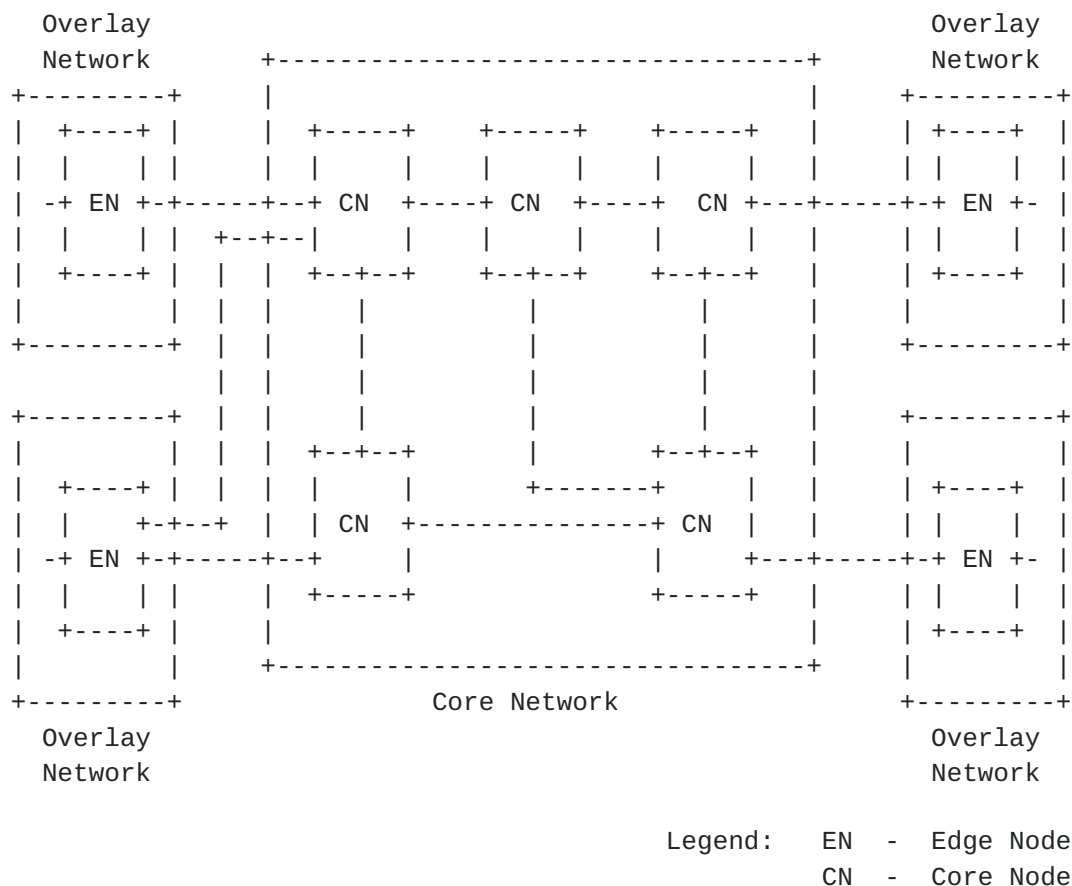 Overlay Overlay
Network Network
EN CN CN CN EN
CN CN
EN EN
Core Network
Overlay Overlay
Network Network
Legend: EN - Edge Node
CN - Core Node